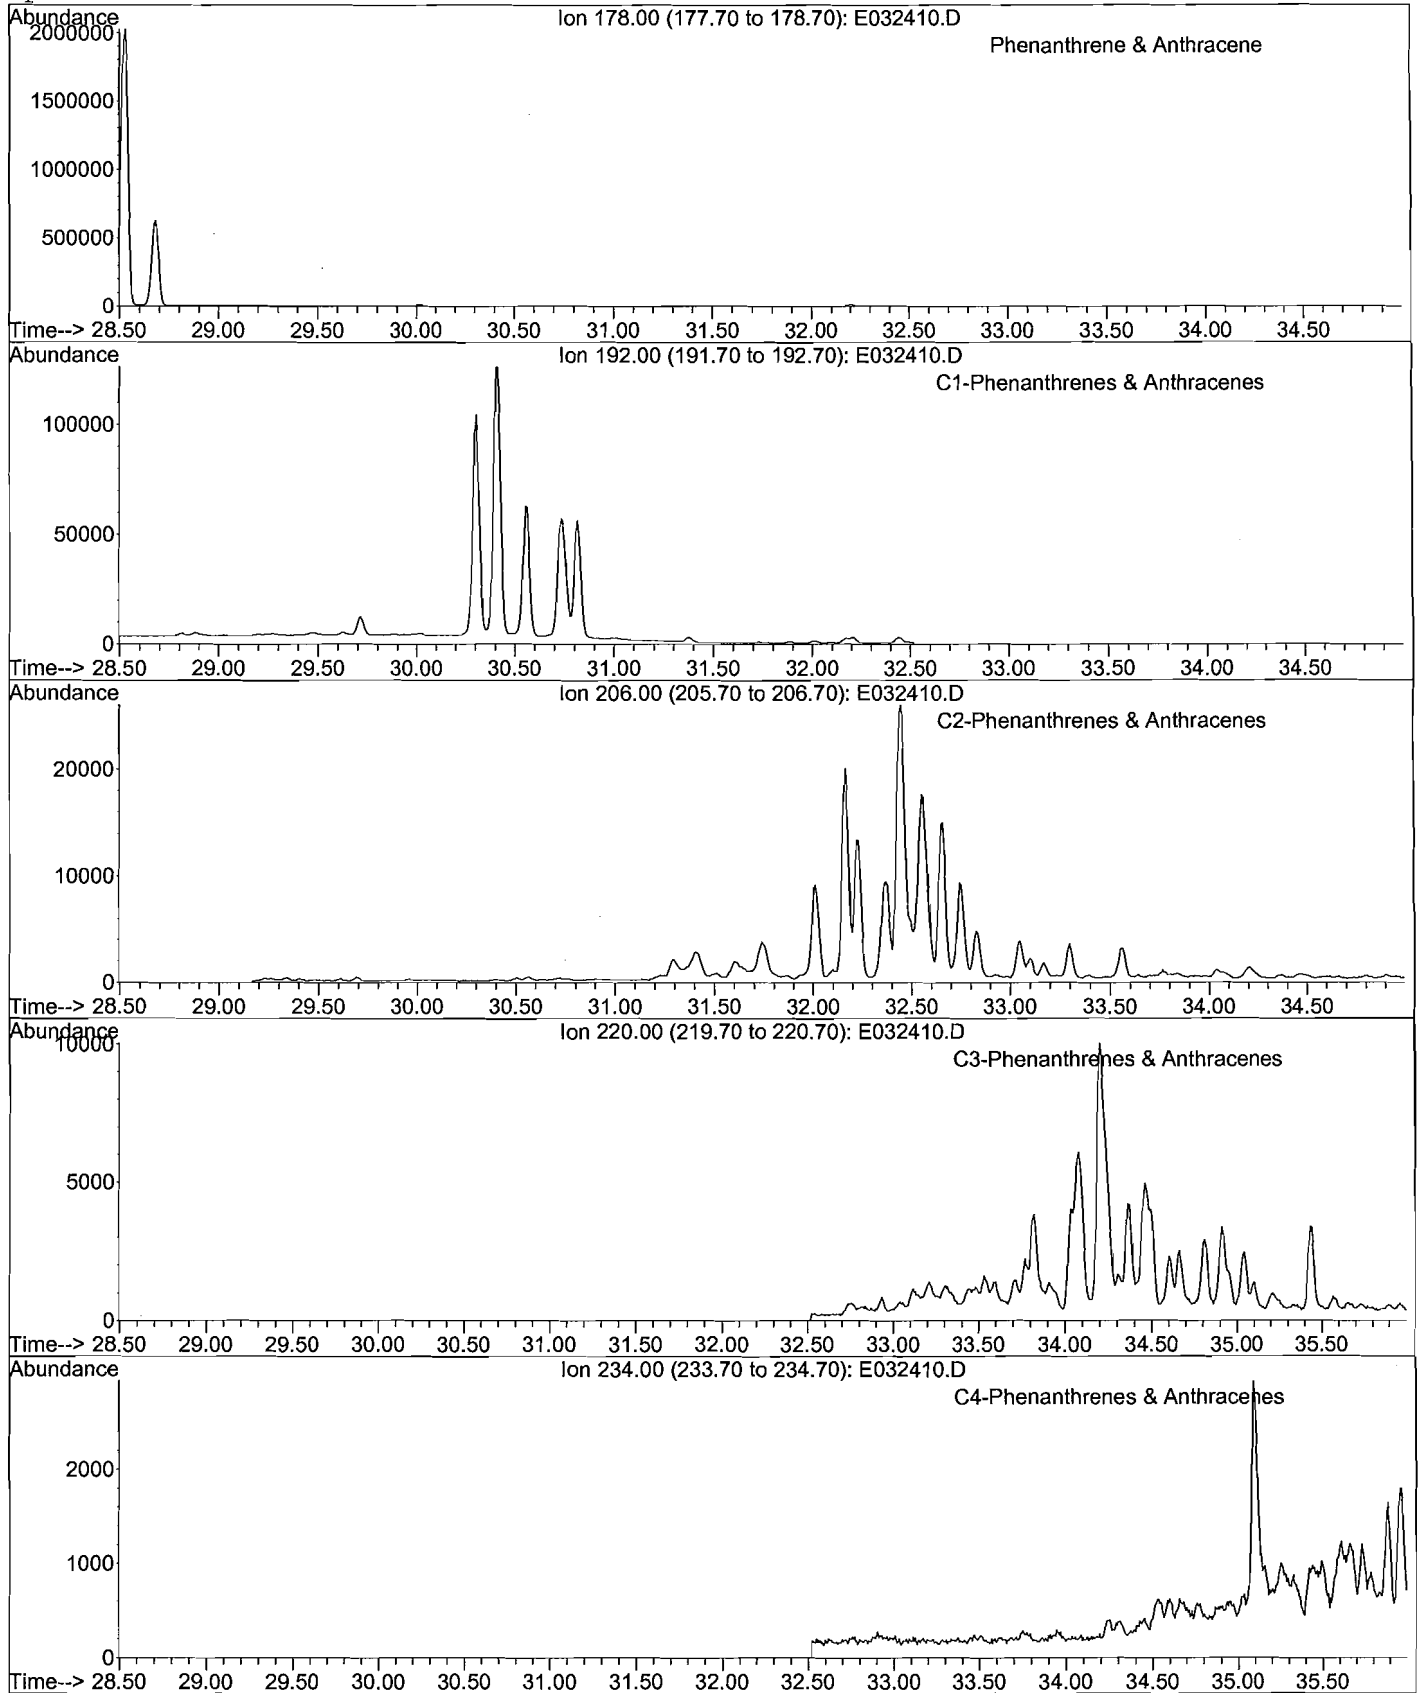 Abundance
Ion 178.00 (177.70 to 178.70): E032410.D
Phenanthrene & Anthracene
2000000
1500000
1000000
500000
0
Time--> 28.50 29.00 29.50 30.00 30.50 31.00 31.50 32.00 32.50 33.00 33.50 34.00 34.50
Abundance
Ion 192.00 (191.70 to 192.70): E032410.D
C1-Phenanthrenes & Anthracenes
100000
50000
0
Time--> 28.50 29.00 29.50 30.00 30.50 31.00 31.50 32.00 32.50 33.00 33.50 34.00 34.50
Abundance
Ion 206.00 (205.70 to 206.70): E032410.D
C2-Phenanthrenes & Anthracenes
20000
10000
0
Time--> 28.50 29.00 29.50 30.00 30.50 31.00 31.50 32.00 32.50 33.00 33.50 34.00 34.50
Abundance
Ion 220.00 (219.70 to 220.70): E032410.D
10000
C3-Phenanthrenes & Anthracenes
5000
0
Time--> 28.50 29.00 29.50 30.00 30.50 31.00 31.50 32.00 32.50 33.00 33.50 34.00 34.50 35.00 35.50
Abundance
Ion 234.00 (233.70 to 234.70): E032410.D
C4-Phenanthrenes & Anthracenes
2000
1000
0
Time--> 28.50 29.00 29.50 30.00 30.50 31.00 31.50 32.00 32.50 33.00 33.50 34.00 34.50 35.00 35.50